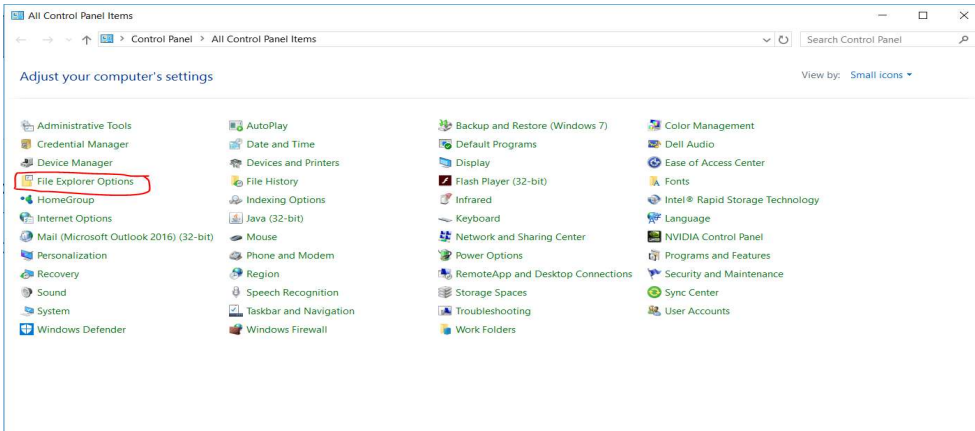 All Control Panel Items
Control Panel > All Control Panel Items
Search Control Panel
Adjust your computer's settings
View by: Small icons
Administrative Tools
AutoPlay
Backup and Restore (Windows 7)
Color Management
Credential Manager
Date and Time
Default Programs
Dell Audio
Device Manager
Devices and Printers
Display
Ease of Access Center
File Explorer Options
File History
Flash Player (32-bit)
Fonts
HomeGroup
Indexing Options
Infrared
Intel® Rapid Storage Technology
Internet Options
Java (32-bit)
Keyboard
Language
Mail (Microsoft Outlook 2016) (32-bit)
Mouse
Network and Sharing Center
NVIDIA Control Panel
Personalization
Phone and Modem
Power Options
Programs and Features
Recovery
Region
RemoteApp and Desktop Connections
Security and Maintenance
Sound
Speech Recognition
Storage Spaces
Sync Center
System
Taskbar and Navigation
Troubleshooting
User Accounts
Windows Defender
Windows Firewall
Work Folders